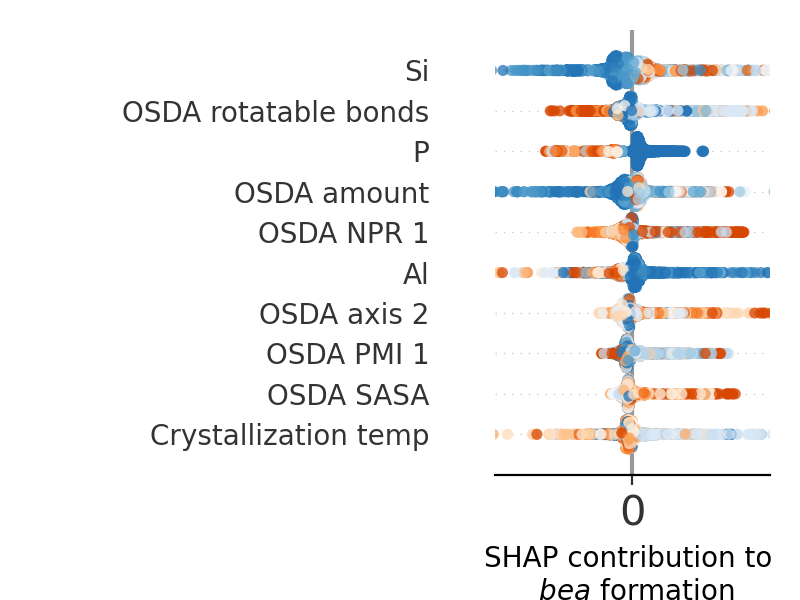 Si
OSDA rotatable bonds
P
OSDA amount
OSDA NPR 1
Al
OSDA axis 2
OSDA PMI 1
OSDA SASA
Crystallization temp
0
SHAP contribution to
bea formation